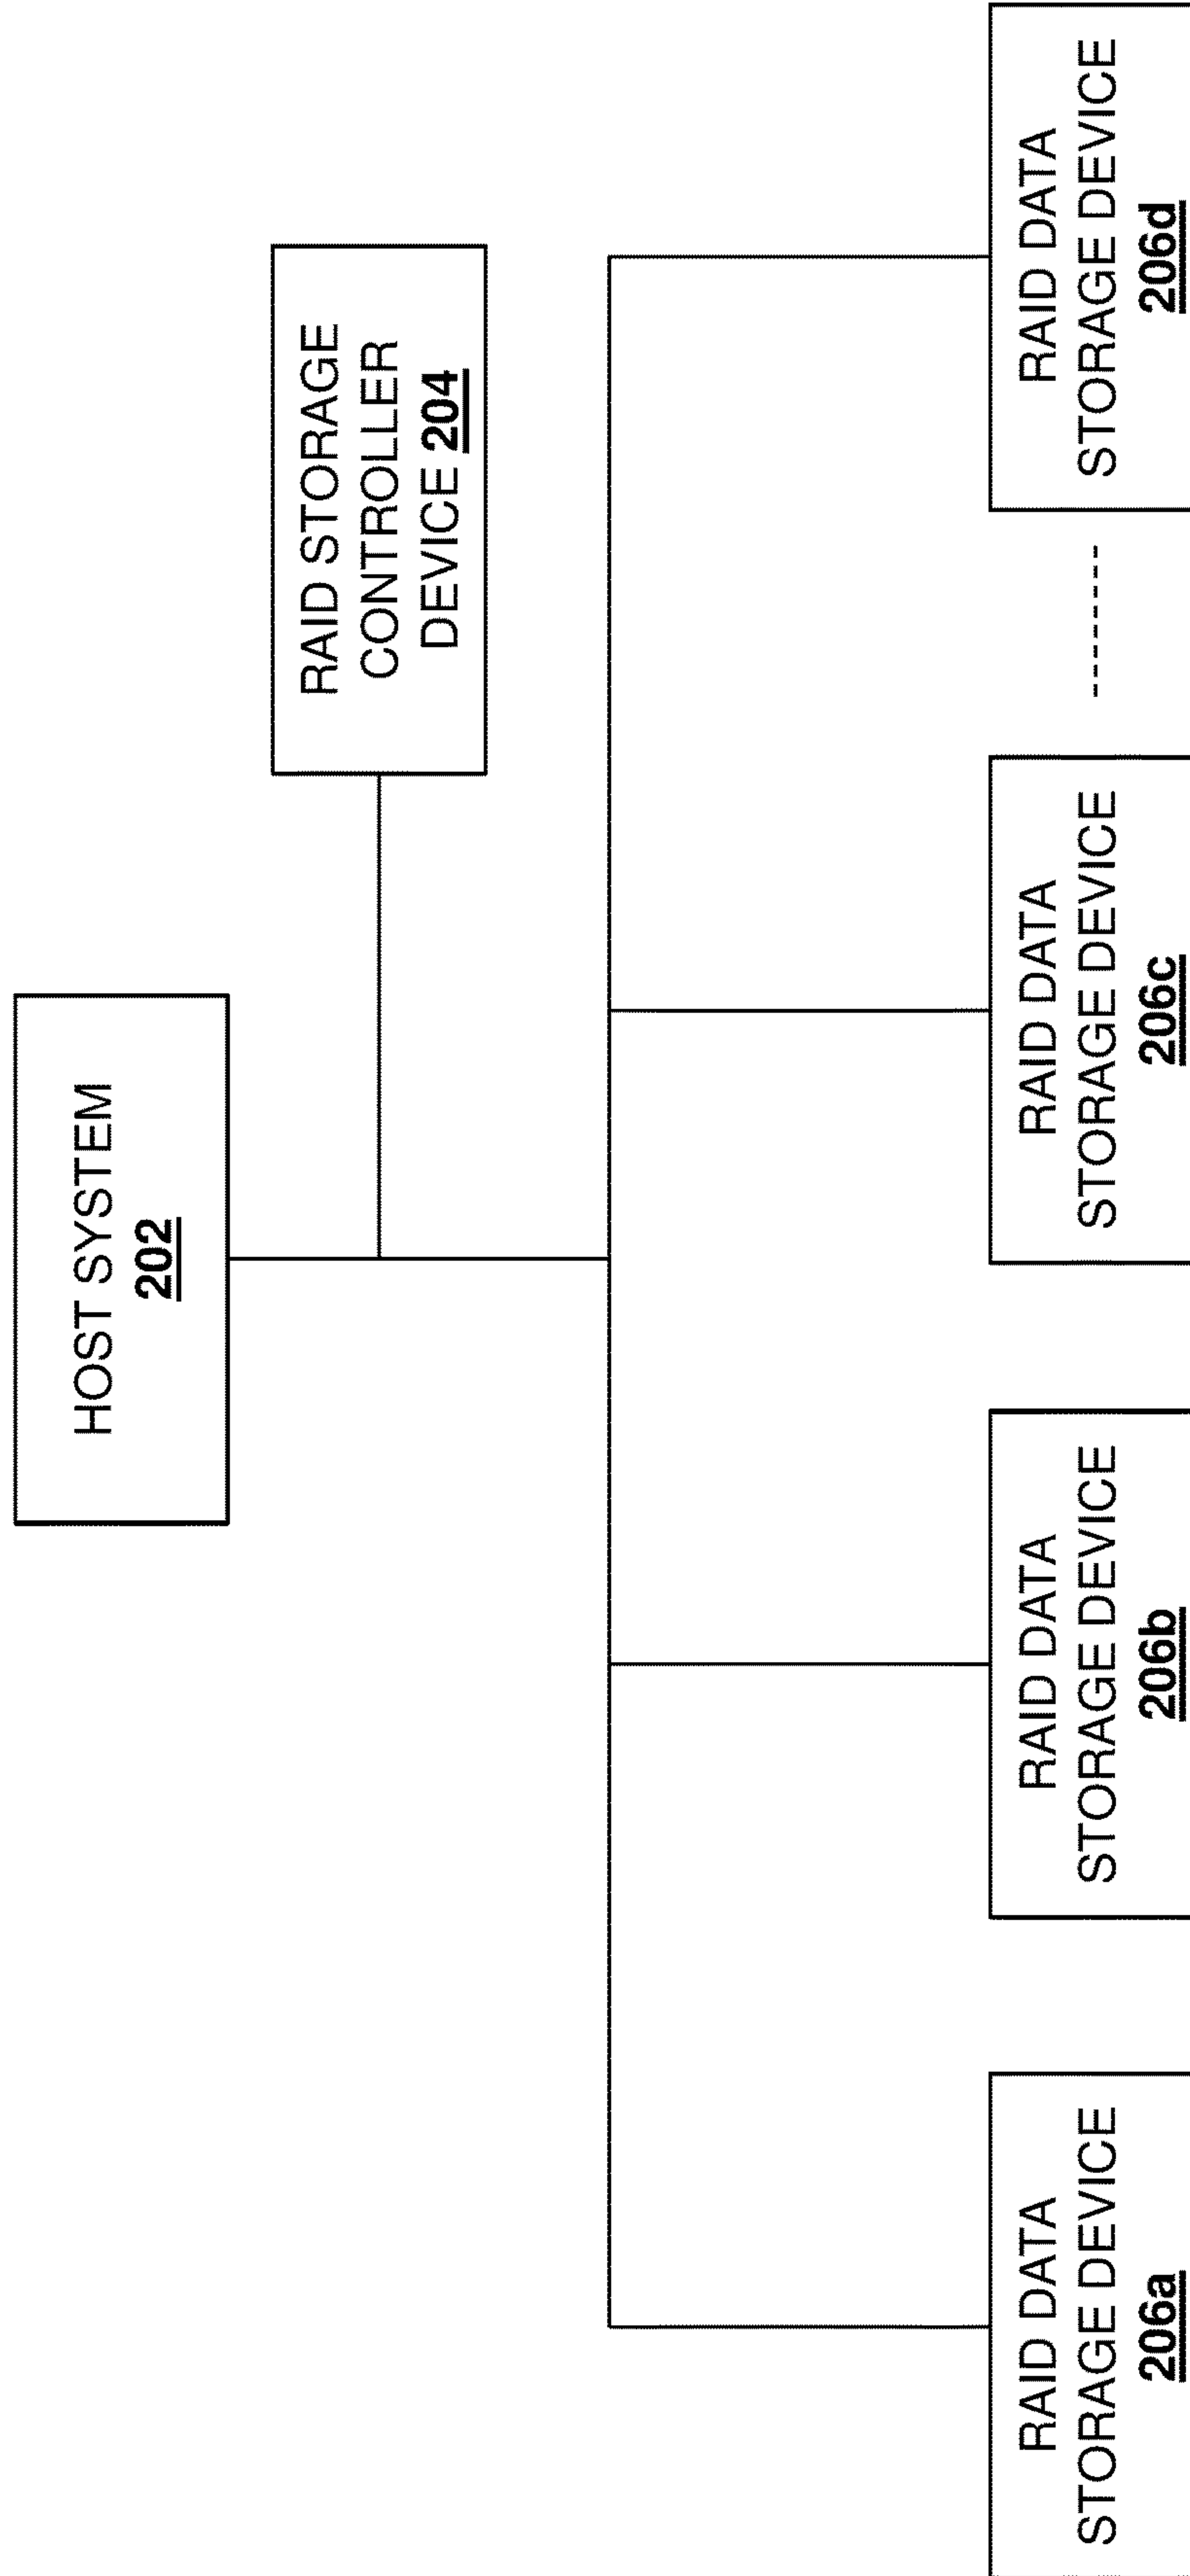 HOST SYSTEM
202
RAID STORAGE
CONTROLLER
DEVICE 204
RAID DATA
STORAGE DEVICE
206a
RAID DATA
STORAGE DEVICE
206b
RAID DATA
STORAGE DEVICE
206c
RAID DATA
STORAGE DEVICE
206d